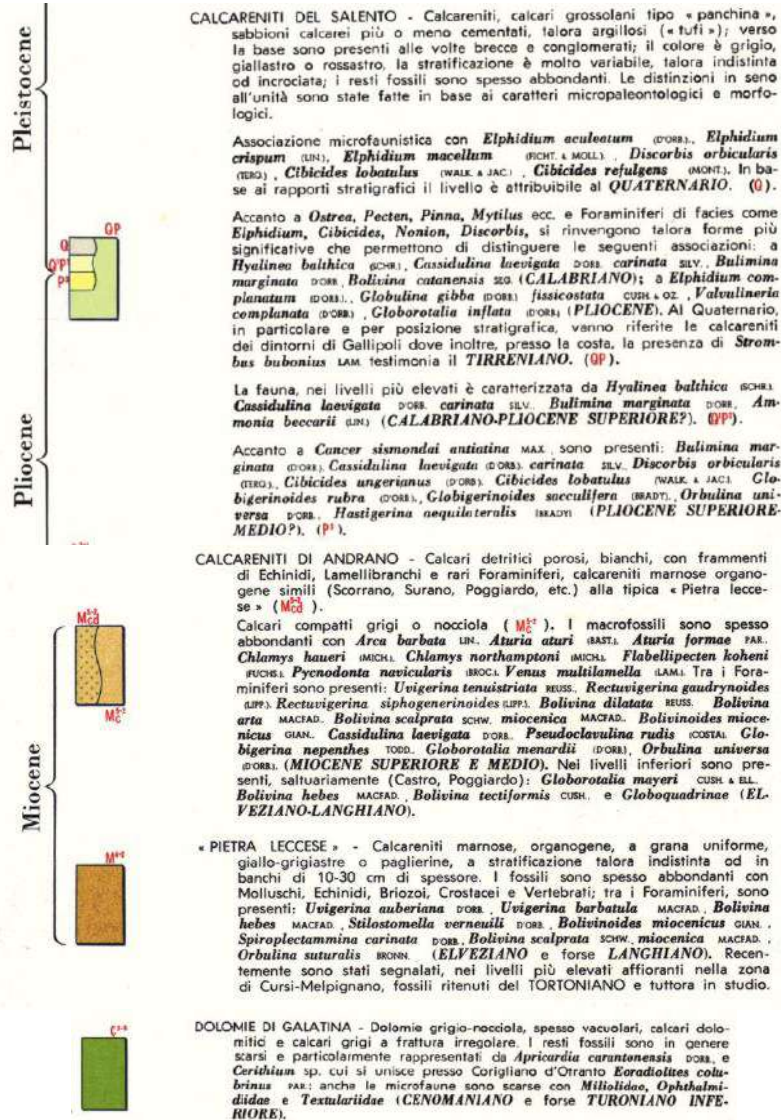 Pleistocene
Pliocene
Miocene
CALCARENITI DEL SALENTO - Calcareniti, calcari grossolani tipo « panchina »,
sabbioni calcarei più o meno cementati, talora argillosi (« tufi »); verso
la base sono presenti alle volte brecce e conglomerati; il colore è grigio,
giallastro o rossastro, la stratificazione è molto variabile, talora indistinta
od incrociata; i resti fossili sono spesso abbondanti. Le distinzioni in seno
all'unità sono state fatte in base ai caratteri micropaleontologici e morfo-
logici.
Associazione microfaunistica con Elphidium aculeatum (D'ORB.), Elphidium
crispum (LIN.), Elphidium macellum (FICHT. & MOLL.), Discorbis orbicularis
(TERQ.), Cibicides lobatulus (WALK. & JAC.), Cibicides refulgens (MONT.). In ba-
se ai rapporti stratigrafici il livello è attribuibile al QUATERNARIO. (Q).
QP
Q
Accanto a Ostrea, Pecten, Pinna, Mytilus ecc. e Foraminiferi di facies come
Elphidium, Cibicides, Nonion, Discorbis, si rinvengono talora forme più
significative che permettono di distinguere le seguenti associazioni: a
Hyalinea balthica (SCHR.), Cassidulina laevigata D'ORB. carinata SILV., Bulimina
marginata D'ORB., Bolivina catanensis SEG. (CALABRIANO); a Elphidium com-
planatum (D'ORB.), Globulina gibba (D'ORB.) fissicostata CUSH. & OZ., Valvulineria
complanata (D'ORB.), Globorotalia inflata (D'ORB.) (PLIOCENE). Al Quaternario,
in particolare e per posizione stratigrafica, vanno riferite le calcareniti
dei dintorni di Gallipoli dove inoltre, presso la costa, la presenza di Strom-
bus bubonius LAM. testimonia il TIRRENIANO. (QP).
La fauna, nei livelli più elevati è caratterizzata da Hyalinea balthica (SCHR.)
Cassidulina laevigata D'ORB. carinata SILV., Bulimina marginata D'ORB., Am-
monia beccarii (LIN.) (CALABRIANO-PLIOCENE SUPERIORE?).
Accanto a Cancer sismondai antiatina MAX. sono presenti: Bulimina mar-
ginata (D'ORB.), Cassidulina laevigata (D'ORB.) carinata SILV., Discorbis orbicularis
(TERQ.), Cibicides ungerianus (D'ORB.) Cibicides lobatulus (WALK. & JAC.) Glo-
bigerinoides rubra (D'ORB.), Globigerinoides sacculifera (BRADY), Orbulina uni-
versa D'ORB., Hastigerina aequilateralis (BRADY) (PLIOCENE SUPERIORE-
MEDIO?).
CALCARENITI DI ANDRANO - Calcari detritici porosi, bianchi, con frammenti
di Echinidi, Lamellibranchi e rari Foraminiferi, calcareniti marnose organo-
gene simili (Scorrano, Surano, Poggiardo, etc.) alla tipica « Pietra lecce-
se »
Calcari compatti grigi o nocciola. I macrofossili sono spesso
abbondanti con Arca barbata LIN., Aturia aturi (BAST.), Aturia formae PAR.,
Chlamys haueri (MICH.), Chlamys northamptoni (MICH.), Flabellipecten koheni
(FUCHS.), Pycnodonta navicularis (BROC.), Venus multilamella (LAM.). Tra i Fora-
miniferi sono presenti: Uvigerina tenuistriata REUSS., Rectuvigerina gaudrynoides
(LIPP.), Rectuvigerina siphogenerinoides (LIPP.), Bolivina dilatata REUSS. Bolivina
arta MACFAD., Bolivina scalprata SCHW. miocenica MACFAD., Bolivinoides mioce-
nicus GIAN., Cassidulina laevigata D'ORB., Pseudoclavulina rudis (COSTA), Glo-
bigerina nepenthes TODD., Globorotalia menardii (D'ORB.), Orbulina universa
(D'ORB.). (MIOCENE SUPERIORE E MEDIO). Nei livelli inferiori sono pre-
senti, saltuariamente (Castro, Poggiardo): Globorotalia mayeri CUSH. & ELL.,
Bolivina hebes MACFAD., Bolivina tectiformis CUSH. e Globoquadrinae (EL-
VEZIANO-LANGHIANO).
« PIETRA LECCESE » - Calcareniti marnose, organogene, a grana uniforme,
giallo-grigiastre o paglierine, a stratificazione talora indistinta od in
banchi di 10-30 cm di spessore. I fossili sono spesso abbondanti con
Molluschi, Echinidi, Briozoi, Crostacei e Vertebrati; tra i Foraminiferi, sono
presenti: Uvigerina auberiana D'ORB., Uvigerina barbatula MACFAD., Bolivina
hebes MACFAD., Stilostomella verneuili D'ORB., Bolivinoides miocenicus GIAN.,
Spiroplectammina carinata D'ORB., Bolivina scalprata SCHW. miocenica MACFAD.,
Orbulina suturalis BRONN. (ELVEZIANO e forse LANGHIANO). Recen-
temente sono stati segnalati, nei livelli più elevati affioranti nella zona
di Cursi-Melpignano, fossili ritenuti del TORTONIANO e tuttora in studio.
DOLOMIE DI GALATINA - Dolomie grigio-nocciola, spesso vacuolari, calcari dolo-
mitici e calcari grigi a frattura irregolare. I resti fossili sono in genere
scarsi e particolarmente rappresentati da Apricardia carantonensis D'ORB., e
Cerithium sp. cui si unisce presso Corigliano d'Otranto Eoradiolites colu-
brinus PAR.; anche le microfaune sono scarse con Miliolidae, Ophthalmi-
diidae e Textulariidae (CENOMANIANO e forse TURONIANO INFE-
RIORE).